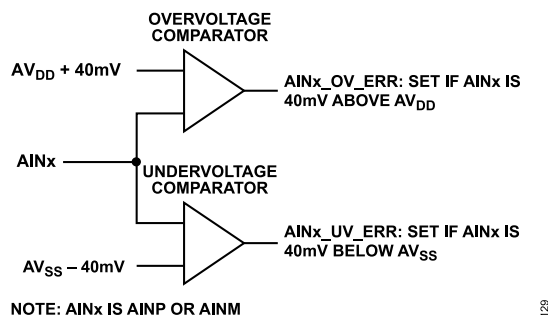 OVERVOLTAGE
COMPARATOR
AVDD + 40mV
AINx_OV_ERR: SET IF AINx IS
40mV ABOVE AVDD
AINx
UNDERVOLTAGE
COMPARATOR
AINx_UV_ERR: SET IF AINx IS
40mV BELOW AVSS
AVSS – 40mV
NOTE: AINx IS AINP OR AINM
129